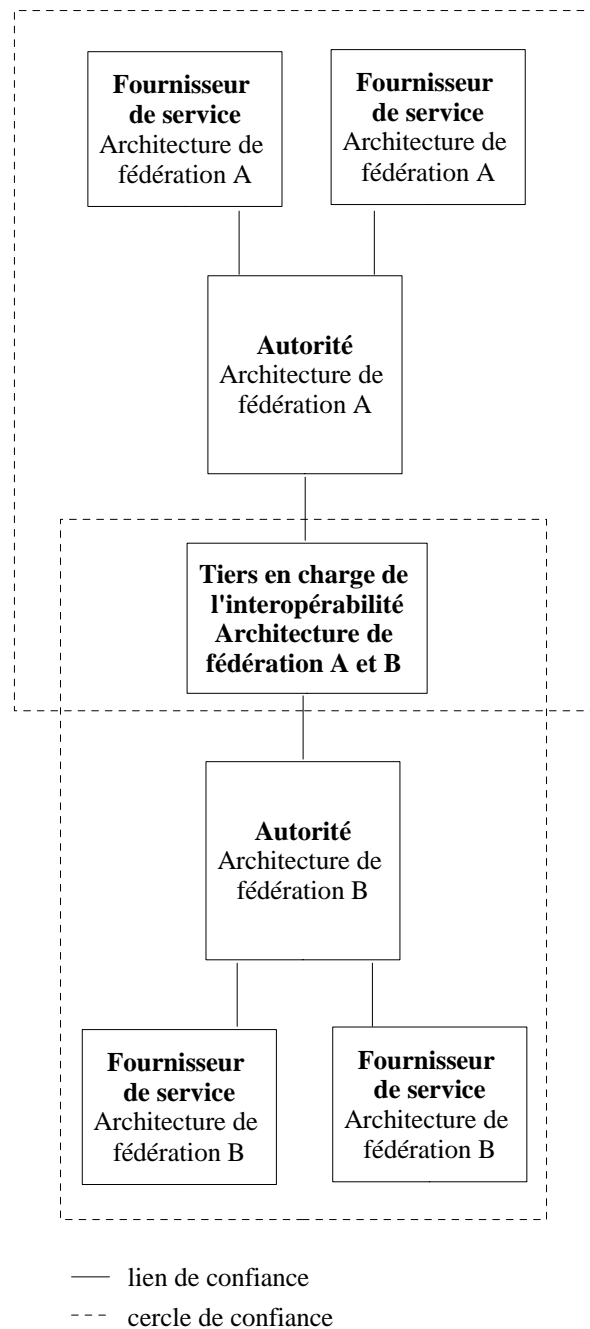 Fournisseur
de service
Architecture de
fédération A
Fournisseur
de service
Architecture de
fédération A
Autorité
Architecture de
fédération A
Tiers en charge de
l'interopérabilité
Architecture de
fédération A et B
Autorité
Architecture de
fédération B
Fournisseur
de service
Architecture de
fédération B
Fournisseur
de service
Architecture de
fédération B
lien de confiance
cercle de confiance